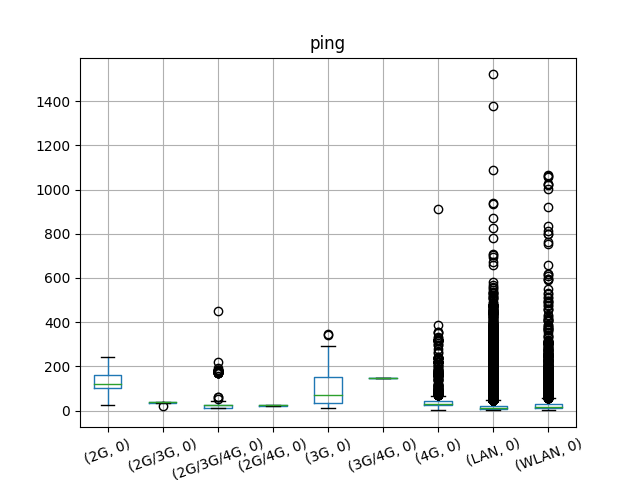 ping
1400
1200
1000
800
600
400
200
0
(2G, 0)
(2G/3G, 0)
(2G/3G/4G, 0)
(2G/4G, 0)
(3G, 0)
(3G/4G, 0)
(4G, 0)
(LAN, 0)
(WLAN, 0)